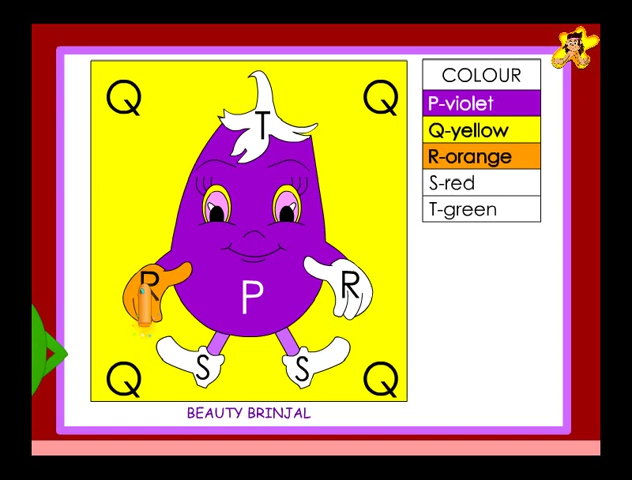 Q
Q
T
R
P
R
S
S
Q
Q
BEAUTY BRINJAL
COLOUR
P-violet
Q-yellow
R-orange
S-red
T-green